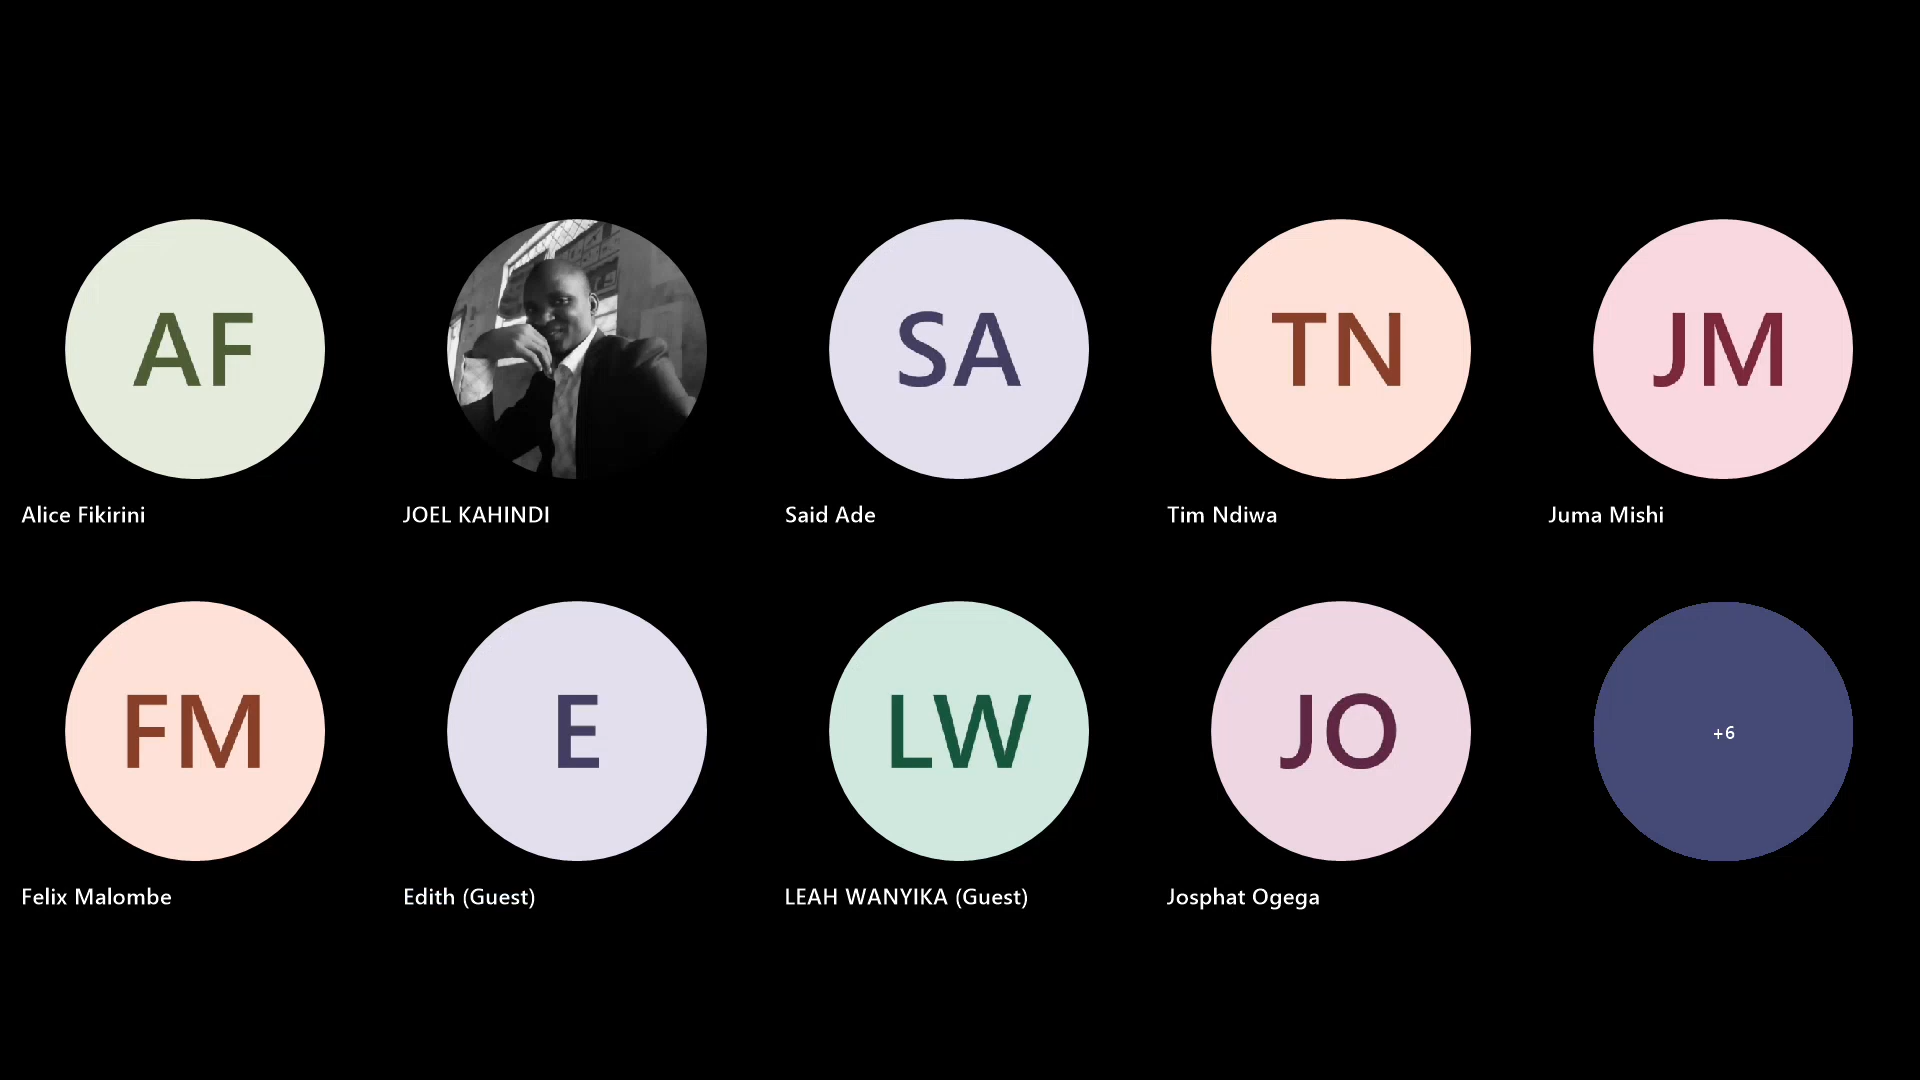 AF
SA
TN
JM
Alice Fikirini
JOEL KAHINDI
Said Ade
Tim Ndiwa
Juma Mishi
FM
E
LW
JO
+6
Felix Malombe
Edith (Guest)
LEAH WANYIKA (Guest)
Josphat Ogega